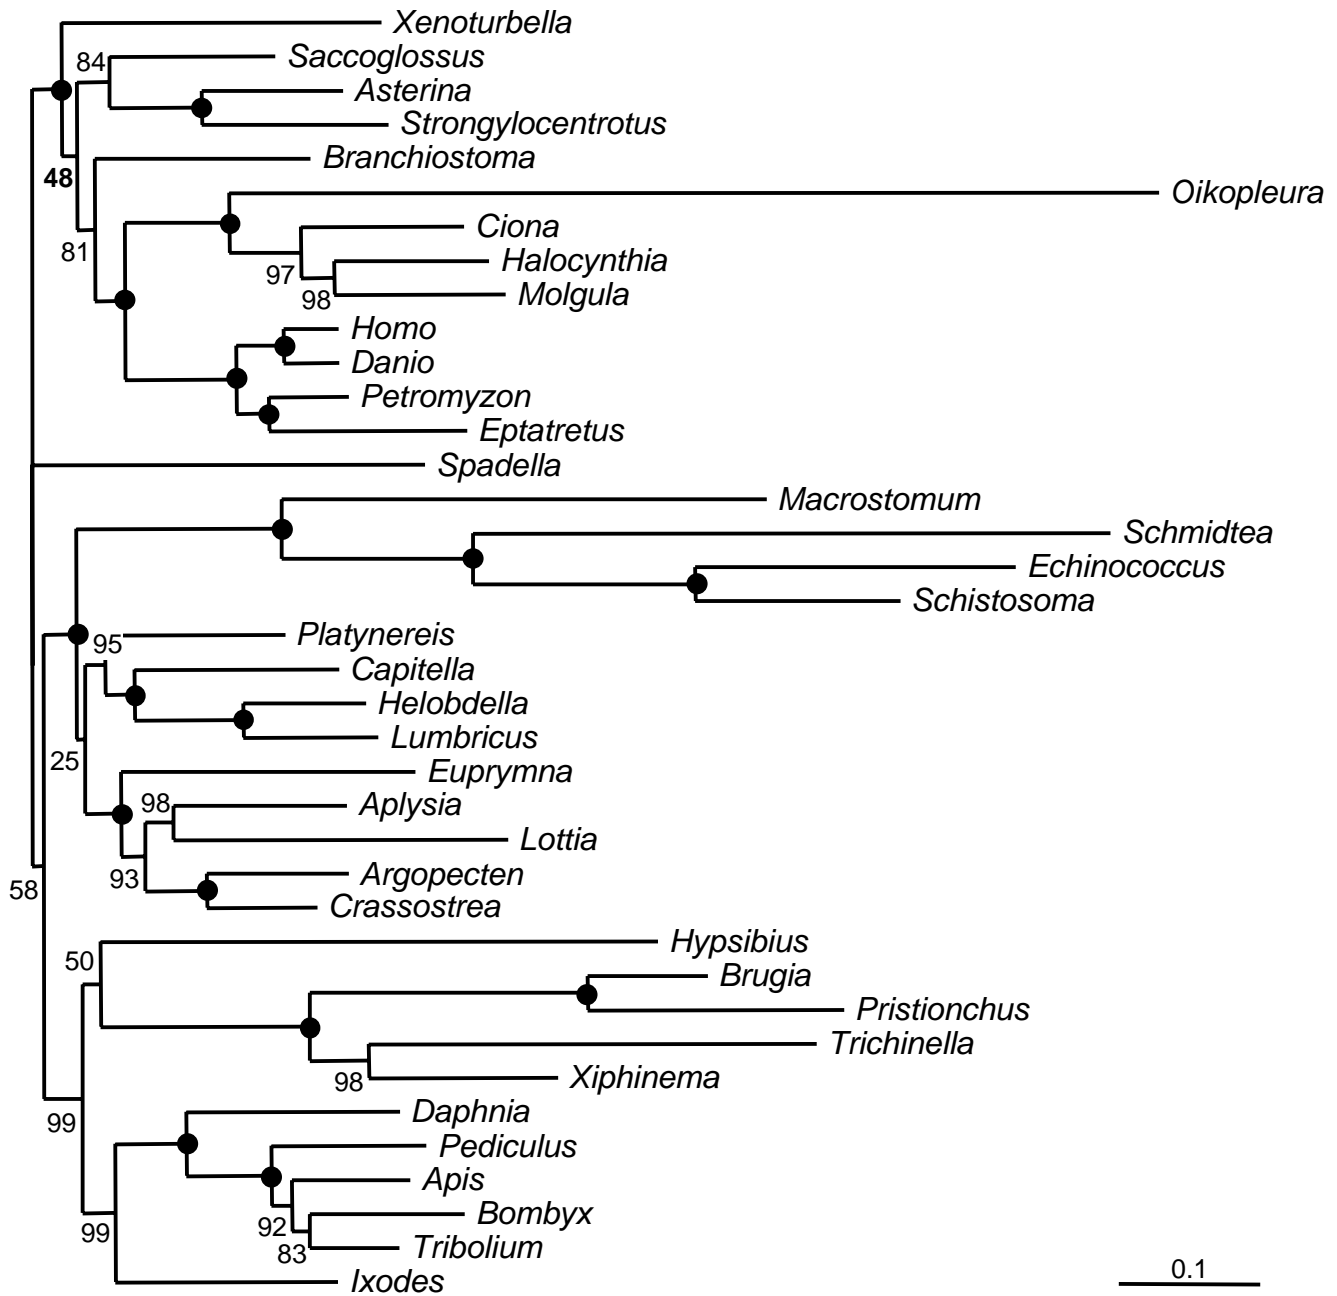 Xenoturbella
84
Saccoglossus
Asterina
Strongylocentrotus
Branchiostoma
48
Oikopleura
Ciona
81
Halocynthia
97
Molgula
98
Homo
Danio
Petromyzon
Eptatretus
Spadella
Macrostomum
Schmidtea
Echinococcus
Schistosoma
Platynereis
95
Capitella
Helobdella
Lumbricus
25
Euprymna
98
Aplysia
Lottia
Argopecten
93
58
Crassostrea
Hypsibius
50
Brugia
Pristionchus
Trichinella
Xiphinema
98
Daphnia
99
Pediculus
Apis
Bombyx
92
99
Tribolium
83
0.1
Ixodes